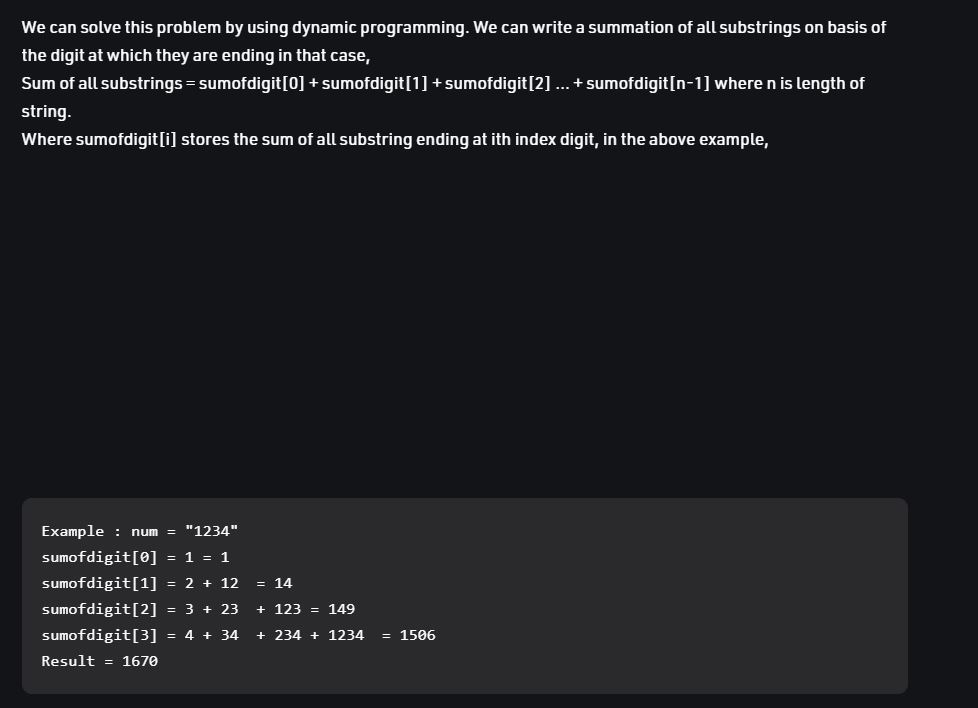 We can solve this problem by using dynamic programming. We can write a summation of all substrings on basis of
the digit at which they are ending in that case,
Sum of all substrings = sumofdigit[0] + sumofdigit[1] + sumofdigit[2] … + sumofdigit[n-1] where n is length of
string.
Where sumofdigit[i] stores the sum of all substring ending at ith index digit, in the above example,
Example : num = "1234"
sumofdigit[0] = 1 = 1
sumofdigit[1] = 2 + 12  = 14
sumofdigit[2] = 3 + 23  + 123 = 149
sumofdigit[3] = 4 + 34  + 234 + 1234  = 1506
Result = 1670